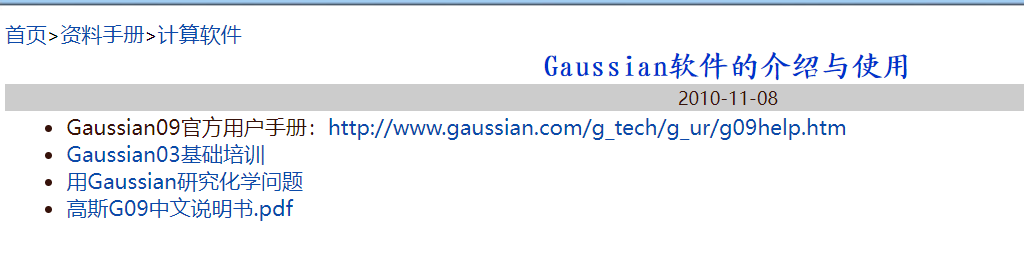 首页>资料手册>计算软件
Gaussian软件的介绍与使用
2010-11-08
Gaussian09官方用户手册：http://www.gaussian.com/g_tech/g_ur/g09help.htm
Gaussian03基础培训
用Gaussian研究化学问题
高斯G09中文说明书.pdf